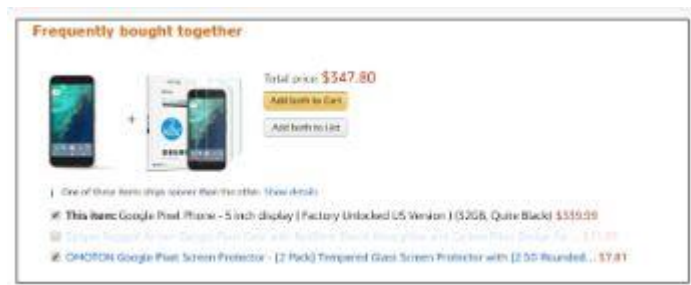 Frequently bought together
Total price: $347.80
Add both to Cart
Add both to List
One of these items ships sooner than the other. Show details
This item: Google Pixel Phone - 5 inch display ( Factory Unlocked US Version ) (32GB, Quite Black) $339.99
OMOTON Google Pixel Screen Protector - [2 Pack] Tempered Glass Screen Protector with [2.5D Rounded... $7.81